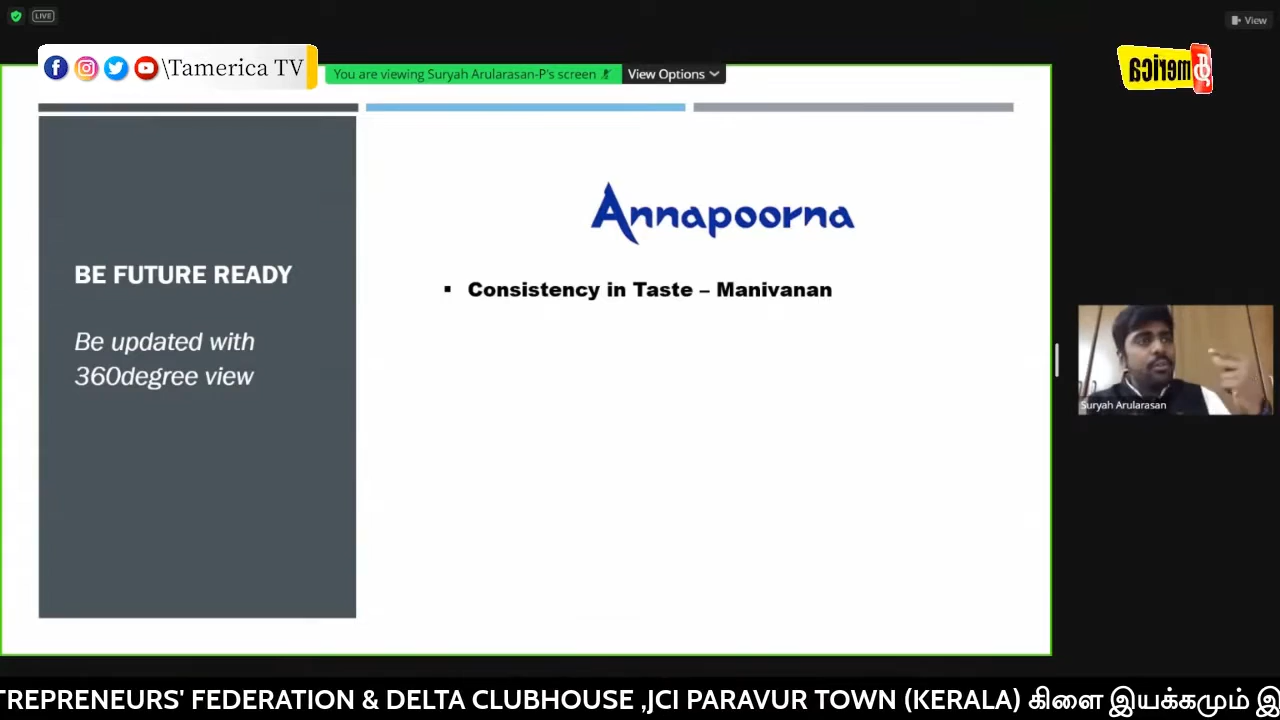 LIVE
View
\Tamerica TV
You are viewing Suryah Arularasan-P's screen
View Options
Annapoorna
BE FUTURE READY
Be updated with
360degree view
▪ Consistency in Taste – Manivanan
Suryah Arularasan
TREPRENEURS' FEDERATION & DELTA CLUBHOUSE ,JCI PARAVUR TOWN (KERALA) கிளை இயக்கமும் இ